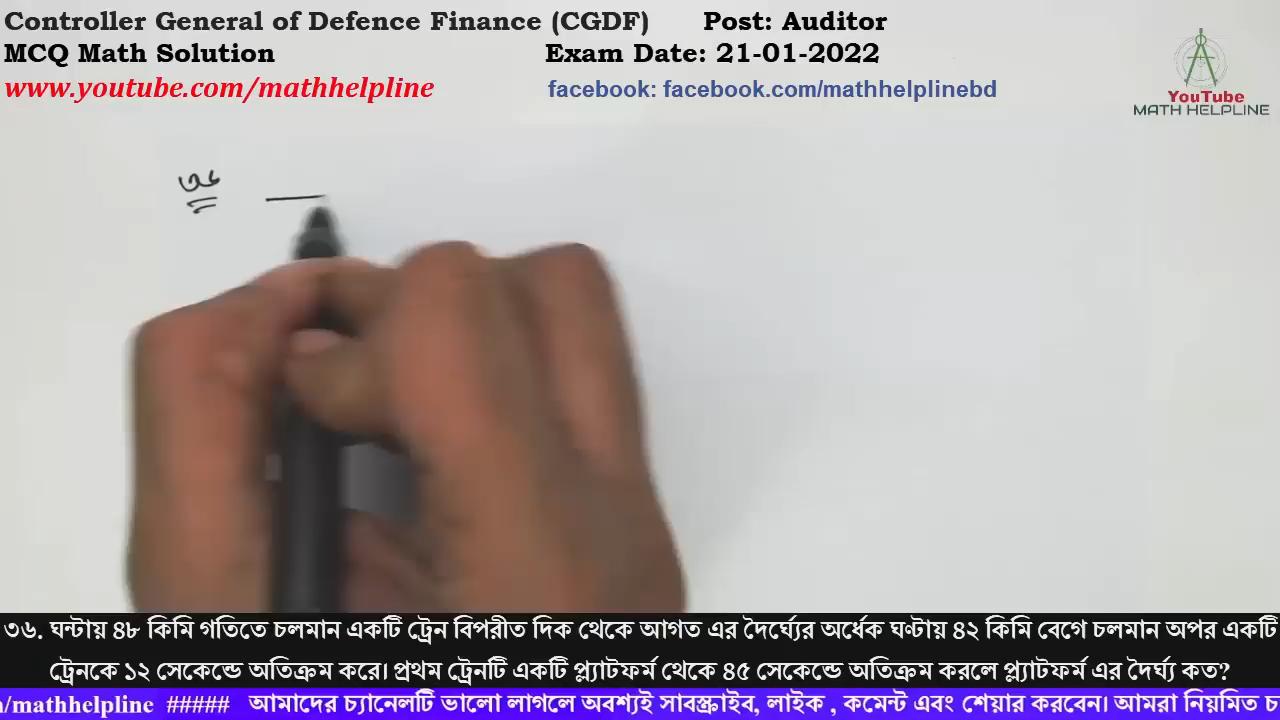 Controller General of Defence Finance (CGDF) Post: Auditor
MCQ Math Solution Exam Date: 21-01-2022
www.youtube.com/mathhelpline facebook: facebook.com/mathhelplinebd
YouTube
MATH HELPLINE
৩৬
৩৬. ঘন্টায় ৪৮ কিমি গতিতে চলমান একটি ট্রেন বিপরীত দিক থেকে আগত এর দৈর্ঘ্যের অর্ধেক ঘণ্টায় ৪২ কিমি বেগে চলমান অপর একটি
ট্রেনকে ১২ সেকেন্ডে অতিক্রম করে। প্রথম ট্রেনটি একটি প্ল্যাটফর্ম থেকে ৪৫ সেকেন্ডে অতিক্রম করলে প্ল্যাটফর্ম এর দৈর্ঘ্য কত?
/mathhelpline ##### আমাদের চ্যানেলটি ভালো লাগলে অবশ্যই সাবস্ক্রাইব, লাইক , কমেন্ট এবং শেয়ার করবেন। আমরা নিয়মিত